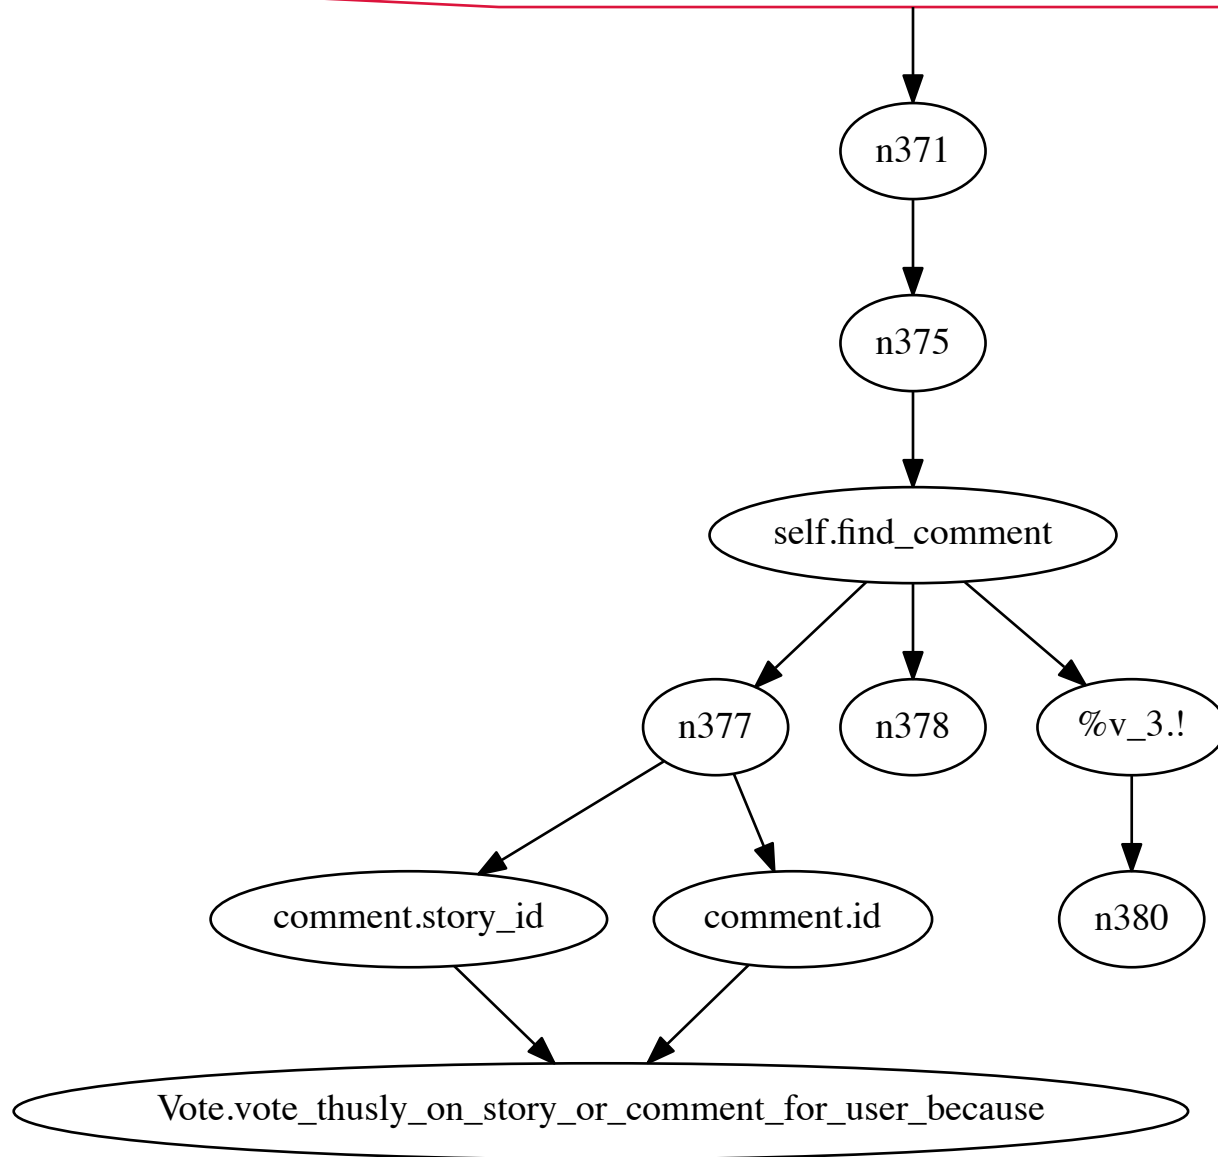 n371
n375
self.find_comment
n377
n378
%v_3.!
comment.story_id
comment.id
n380
Vote.vote_thusly_on_story_or_comment_for_user_because